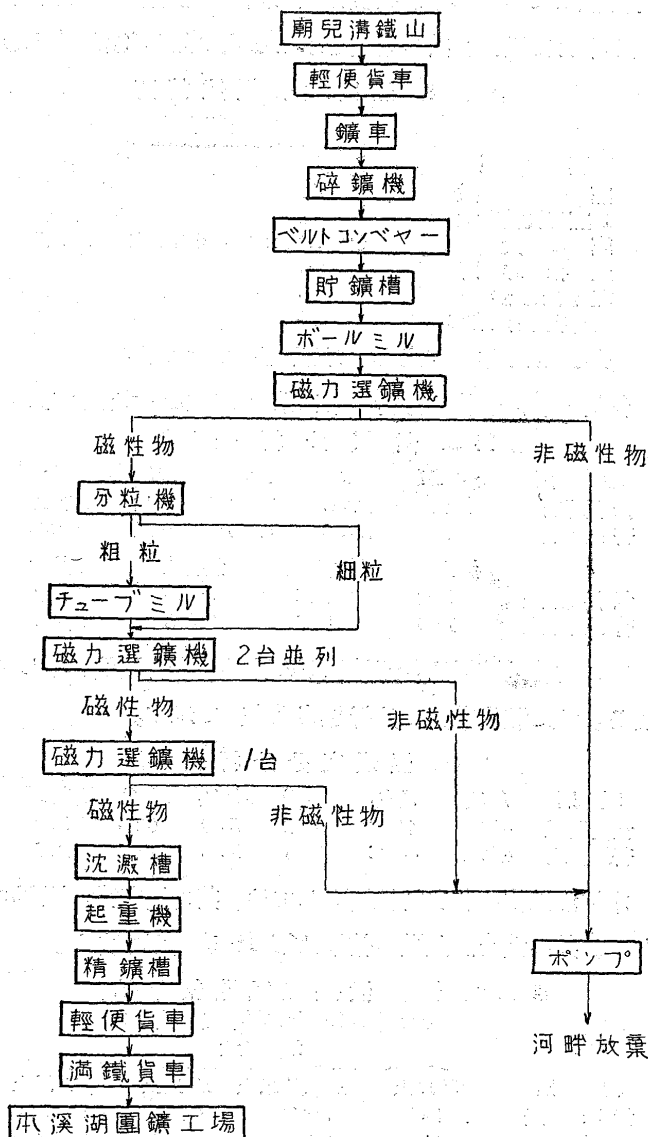 廟兒溝鐵山
輕便貨車
鑛車
碎鑛機
ベルトコンベヤー
貯鑛槽
ボールミル
磁力選鑛機
磁性物
非磁性物
分粒機
粗粒
細粒
チューブミル
磁力選鑛機 2台並列
磁性物
非磁性物
磁力選鑛機 1台
磁性物
非磁性物
沈澱槽
起重機
精鑛槽
ポンプ
輕便貨車
河畔放棄
満鐵貨車
本溪湖團鑛工場